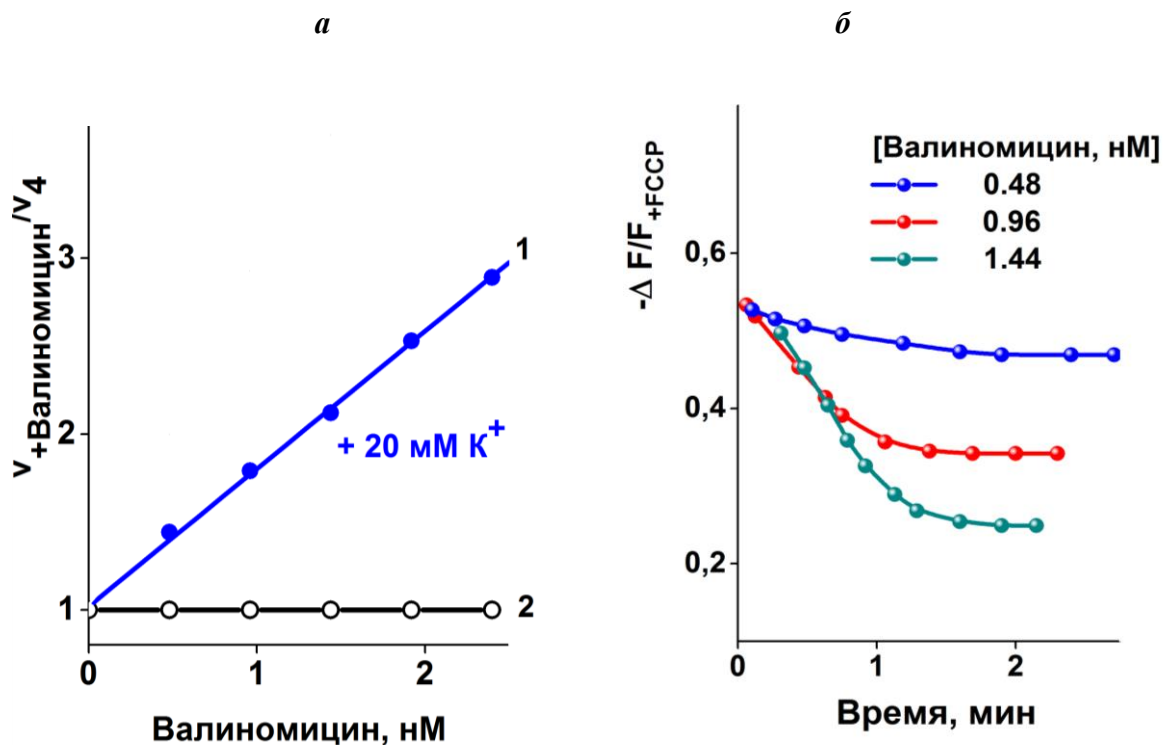 а
б
v+Валиномицин/v4
3
2
1
1
+ 20 мМ К+
2
0
1
2
Валиномицин, нМ
-Δ F/F+FCCP
[Валиномицин, нМ]
0.48
0.96
1.44
0,6
0,4
0,2
0
1
2
Время, мин